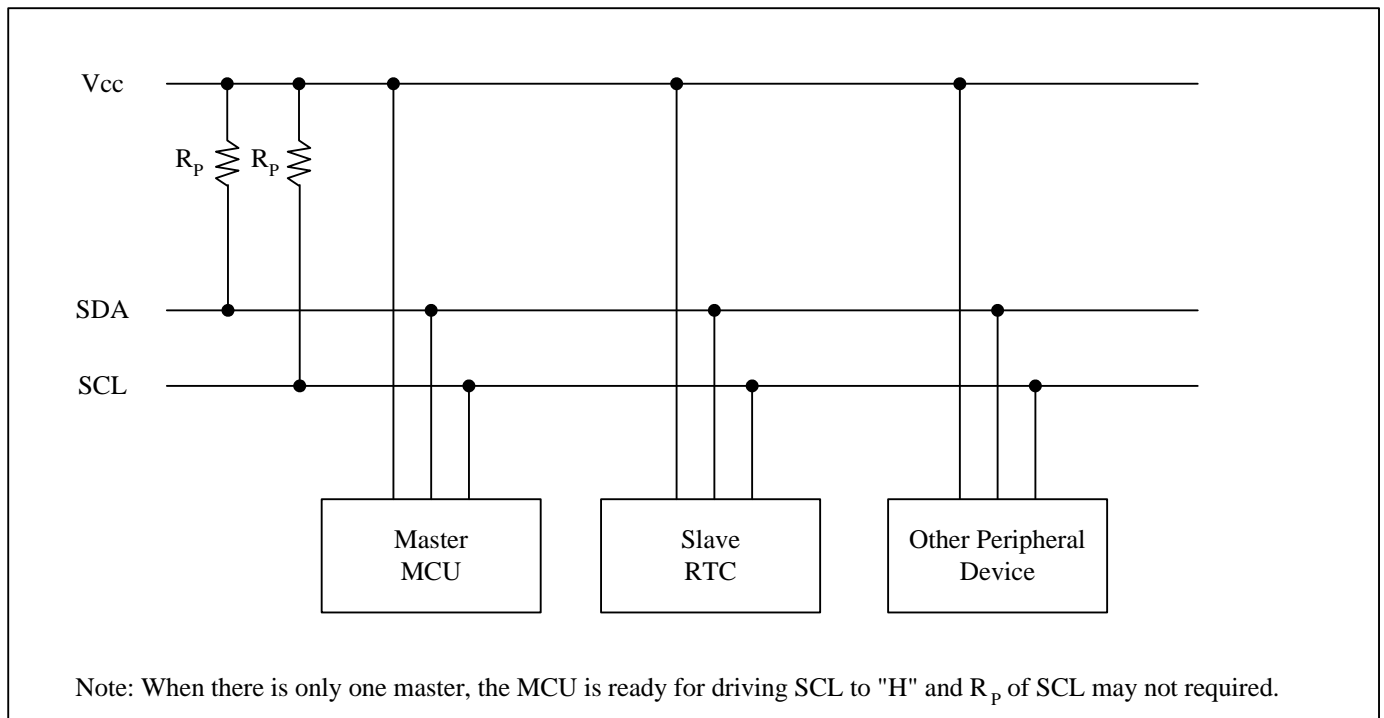 Vcc
R_P R_P
SDA
SCL
Master
MCU
Slave
RTC
Other Peripheral
Device
Note: When there is only one master, the MCU is ready for driving SCL to "H" and R_P of SCL may not required.